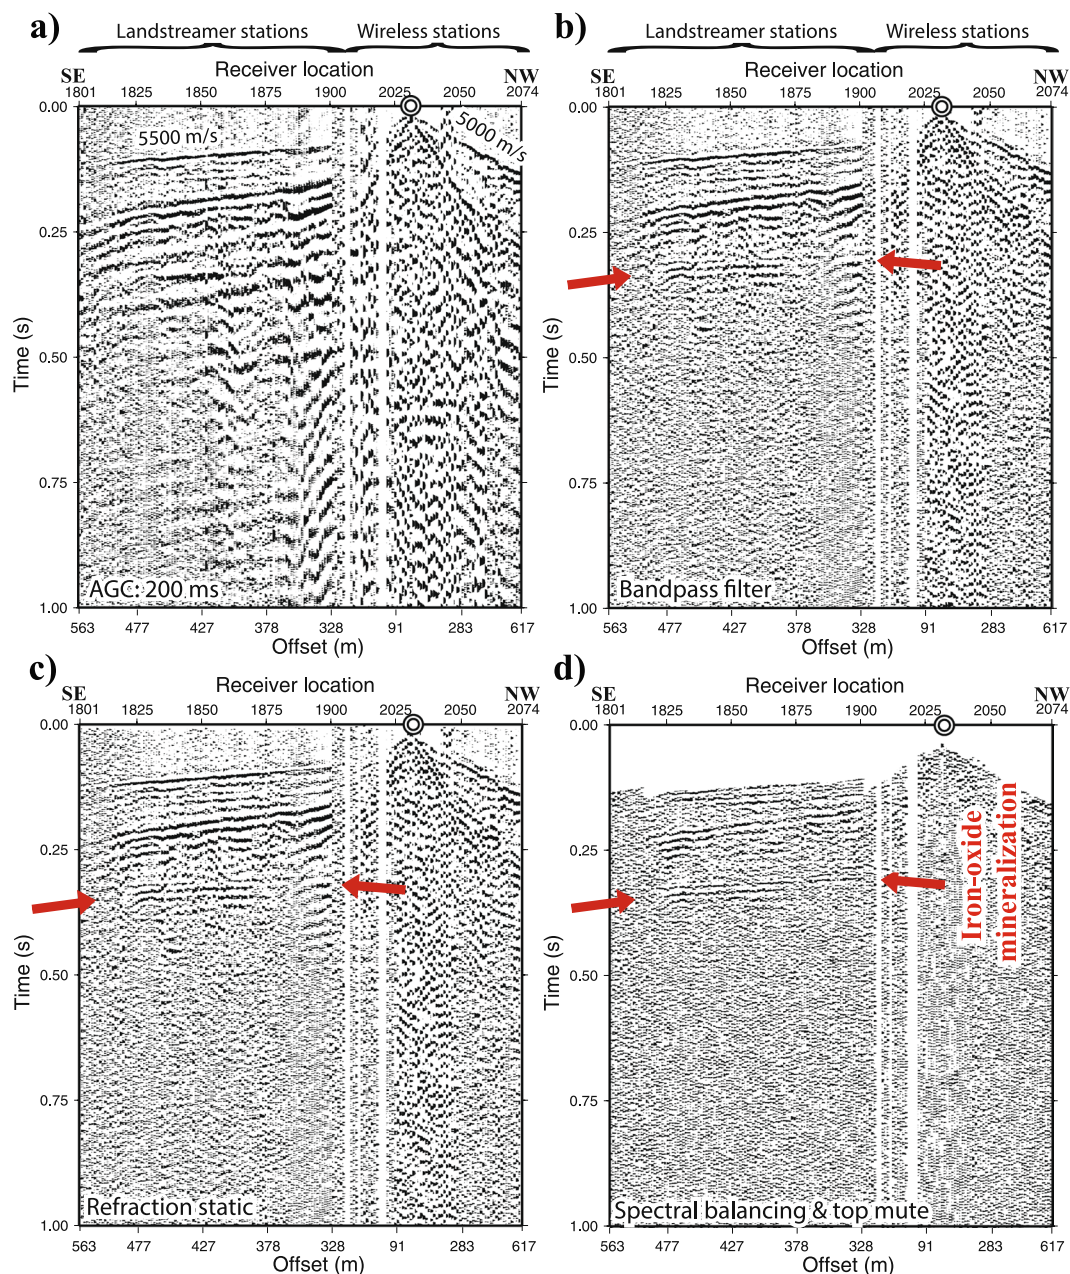 a)
Landstreamer stations Wireless stations
Receiver location
SE NW
1801 1825 1850 1875 1900 2025 2050 2074
0.00
5500 m/s
5000 m/s
0.25
Time (s)
0.50
0.75
AGC: 200 ms
1.00
563 477 427 378 328 91 283 617
Offset (m)
b)
Landstreamer stations Wireless stations
Receiver location
SE NW
1801 1825 1850 1875 1900 2025 2050 2074
0.00
0.25
Time (s)
0.50
0.75
Bandpass filter
1.00
563 477 427 378 328 91 283 617
Offset (m)
c)
Receiver location
SE NW
1801 1825 1850 1875 1900 2025 2050 2074
0.00
0.25
Time (s)
0.50
0.75
Refraction static
1.00
563 477 427 378 328 91 283 617
Offset (m)
d)
Receiver location
SE NW
1801 1825 1850 1875 1900 2025 2050 2074
0.00
0.25
Iron-oxide
mineralization
Time (s)
0.50
0.75
Spectral balancing & top mute
1.00
563 477 427 378 328 91 283 617
Offset (m)